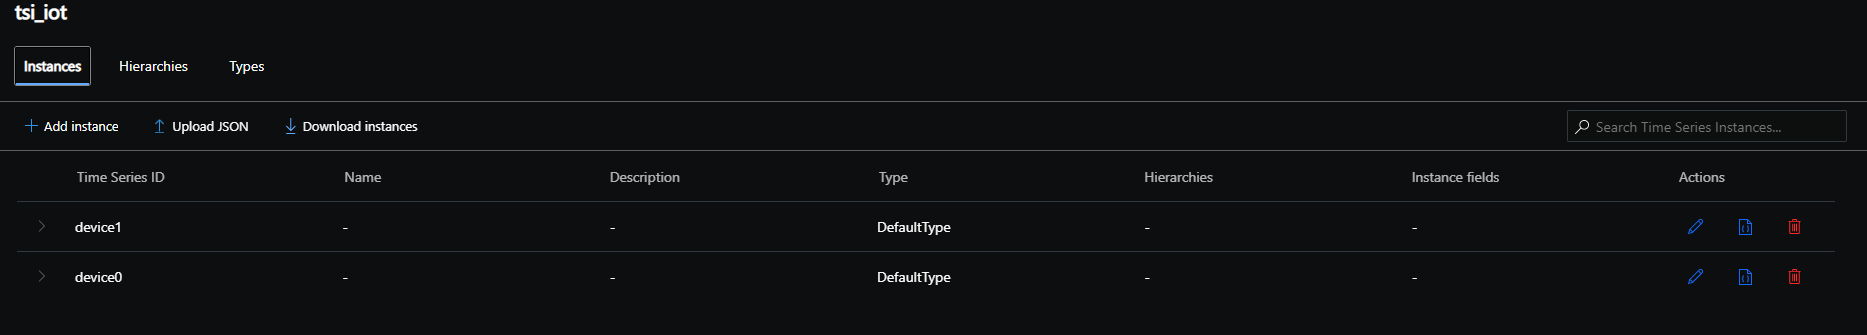 tsi_iot
Instances Hierarchies Types
Add instance Upload JSON Download instances Search Time Series Instances...
Time Series ID Name Description Type Hierarchies Instance fields Actions
device1 - - DefaultType - -
device0 - - DefaultType - -